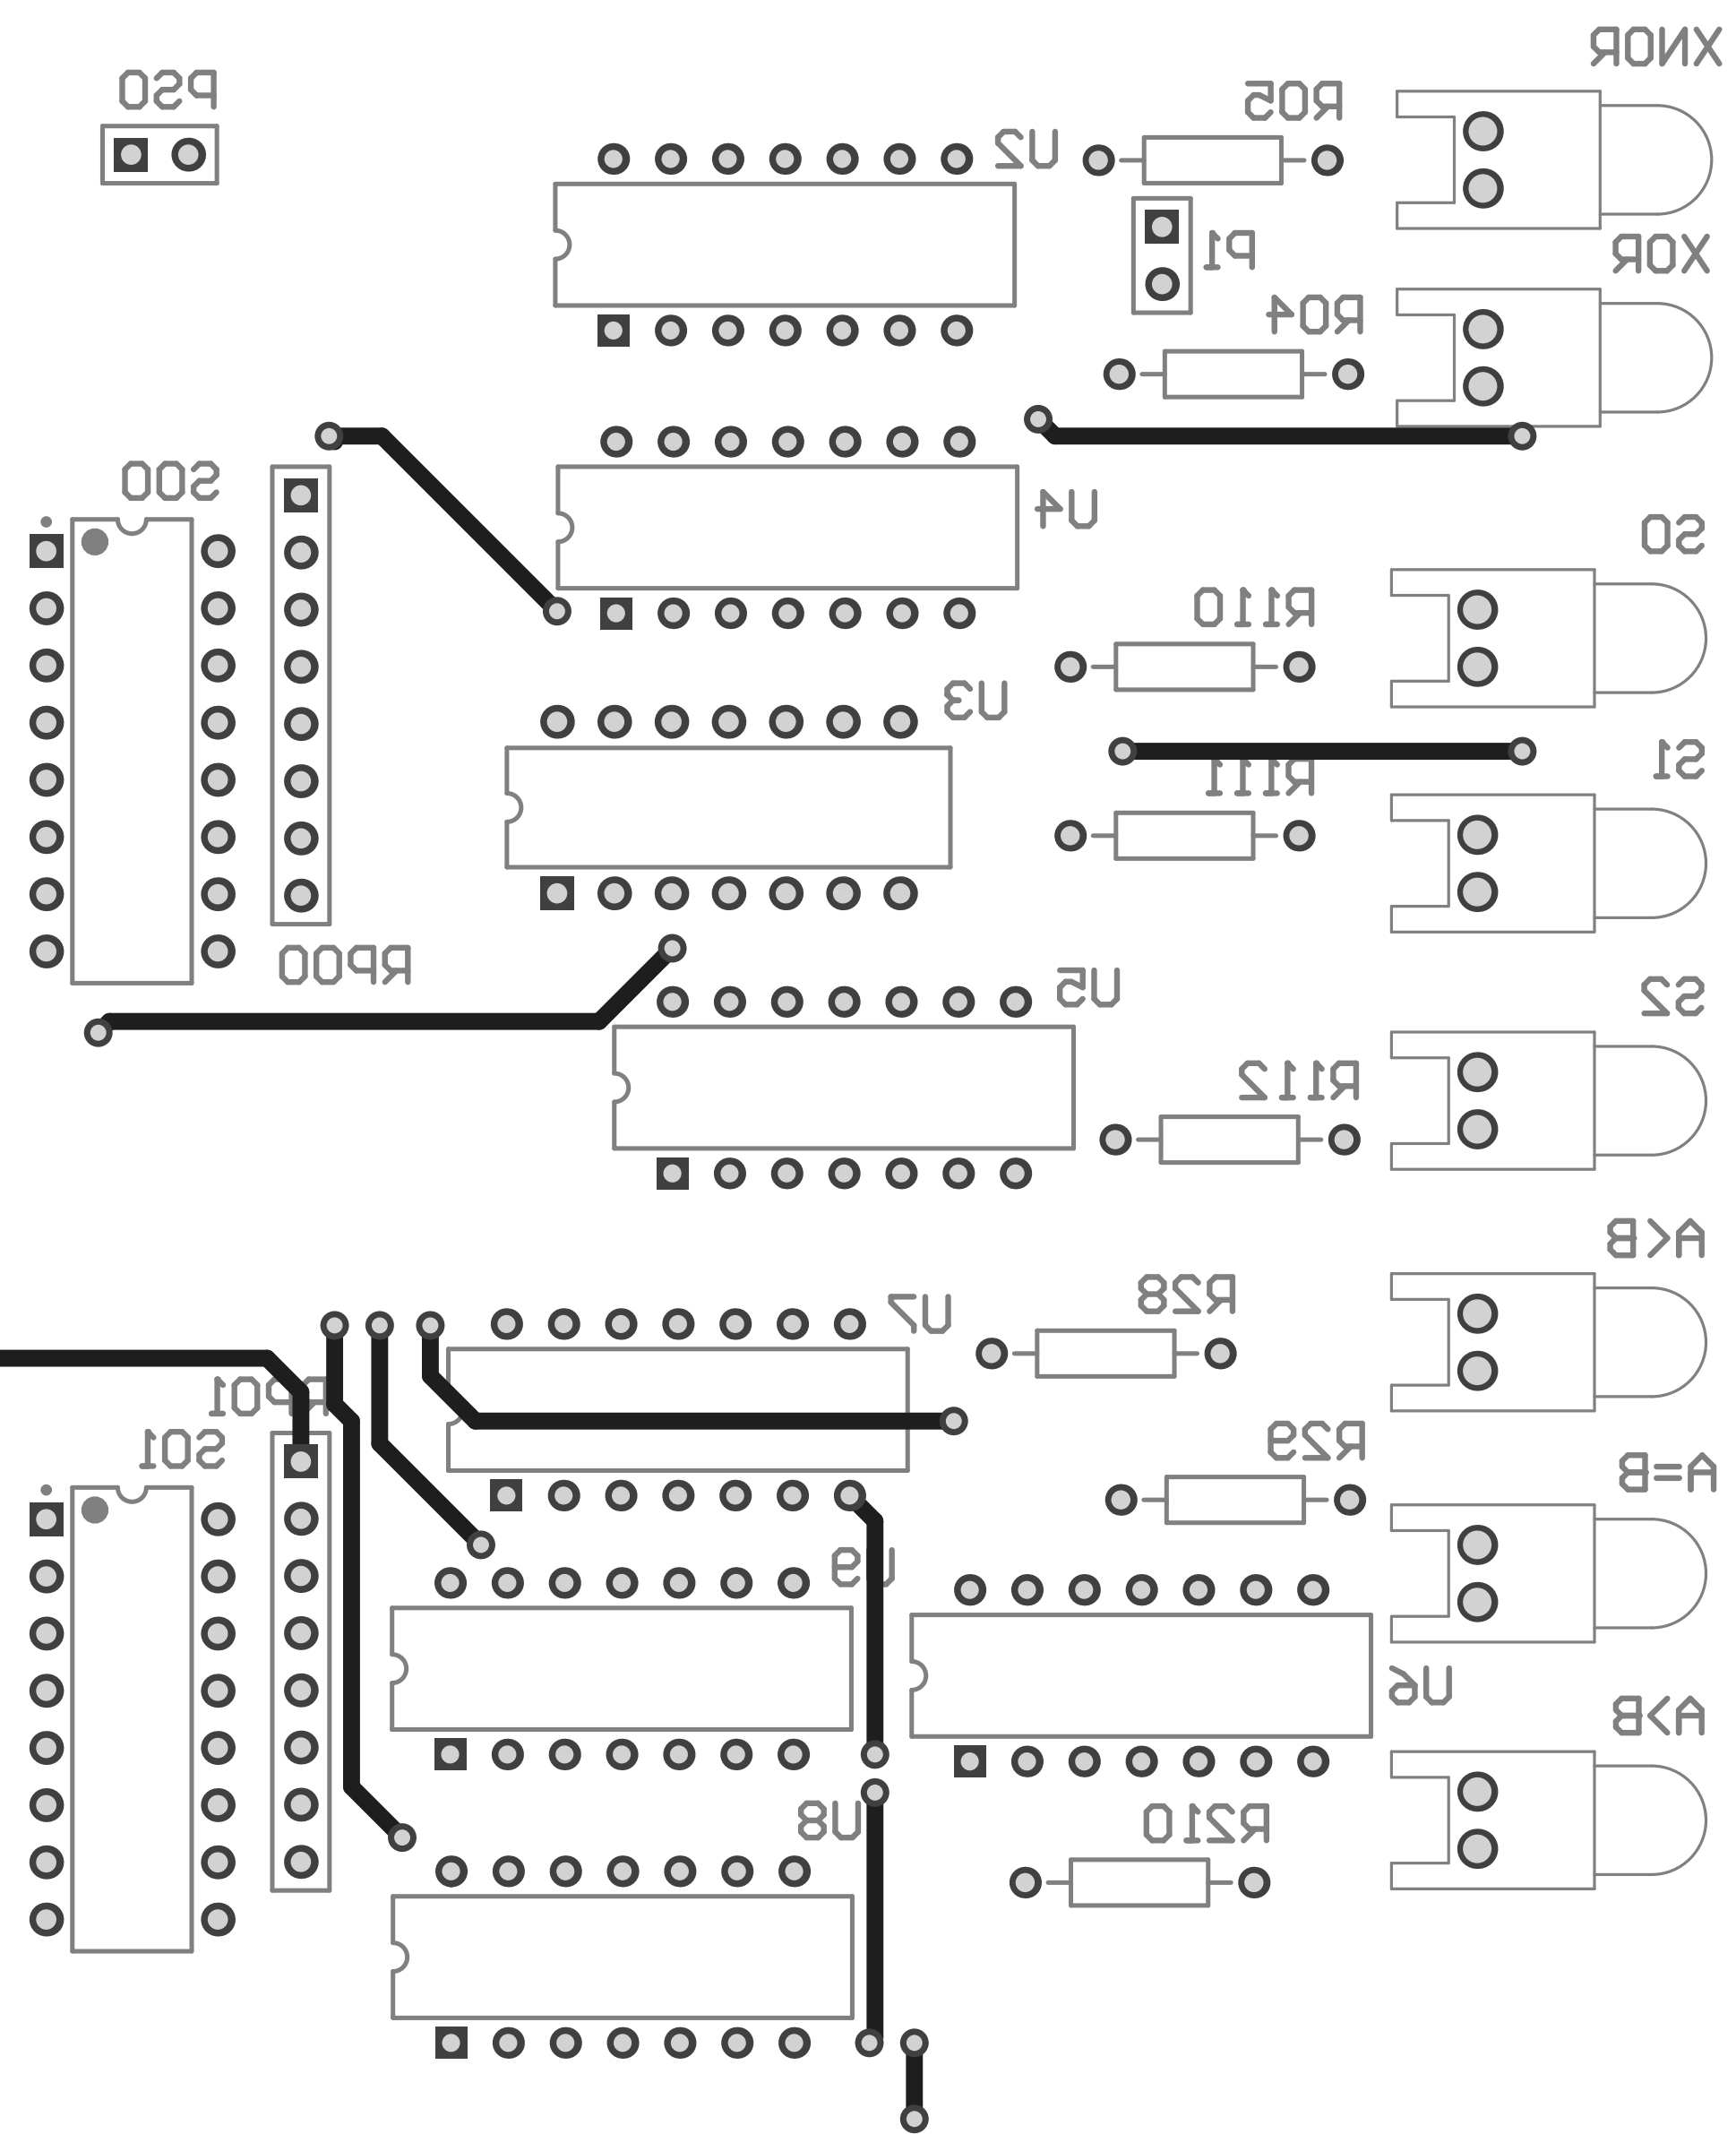 XNOR
PS0
R05
U2
P1
XOR
R04
S00
U4
S0
R110
U3
S1
R111
RP00
U5
S2
R112
A<B
R28
U7
RP01
S01
R29
A=B
U9
U6
A>B
U8
R210